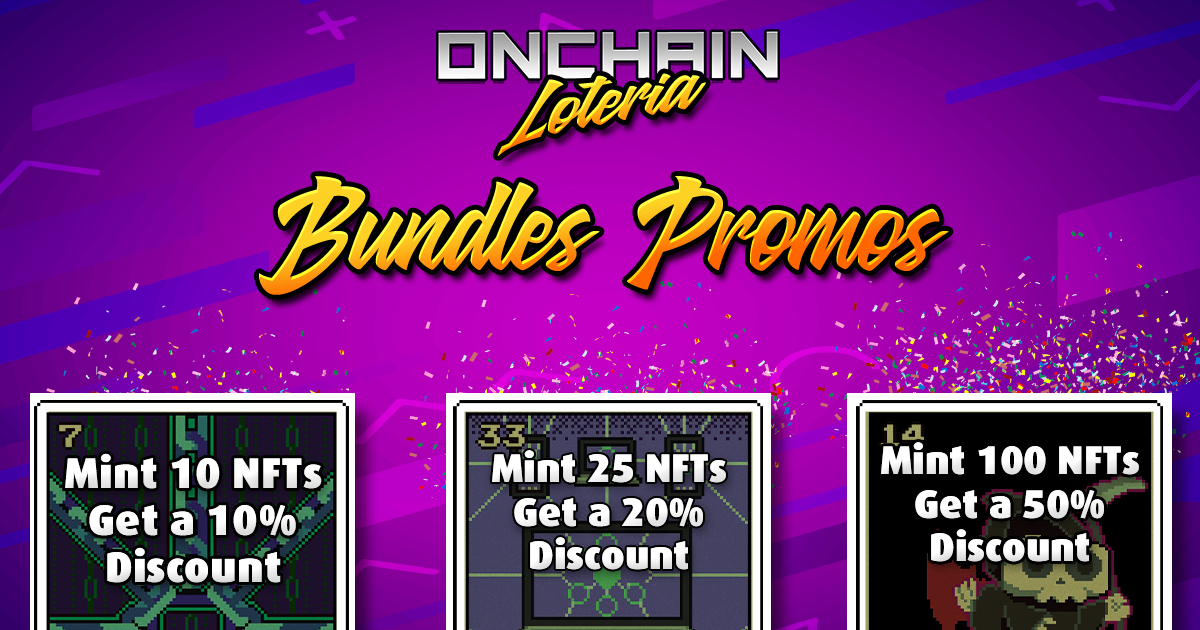 ONCHAIN
Loteria
Bundles Promos
7
Mint 10 NFTs
Get a 10%
Discount
33
Mint 25 NFTs
Get a 20%
Discount
14
Mint 100 NFTs
Get a 50%
Discount